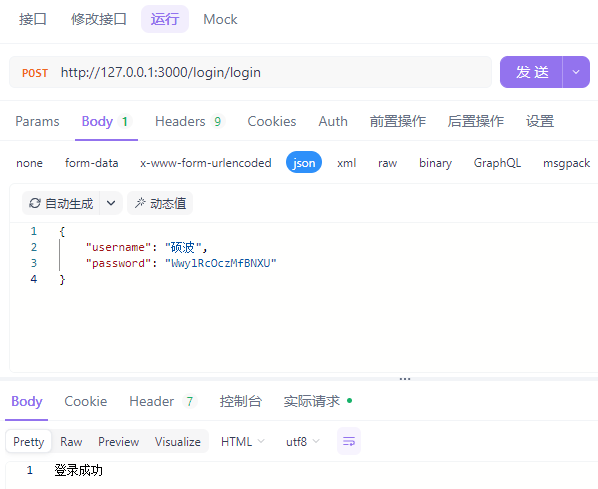 接口 修改接口 运行 Mock
POST http://127.0.0.1:3000/login/login 发 送
Params Body 1 Headers 9 Cookies Auth 前置操作 后置操作 设置
none form-data x-www-form-urlencoded json xml raw binary GraphQL msgpack
自动生成 动态值
1 {
2 "username": "硕波",
3 "password": "WwylRcOczMfBNXU"
4 }
Body Cookie Header 7 控制台 实际请求
Pretty Raw Preview Visualize HTML utf8
1 登录成功